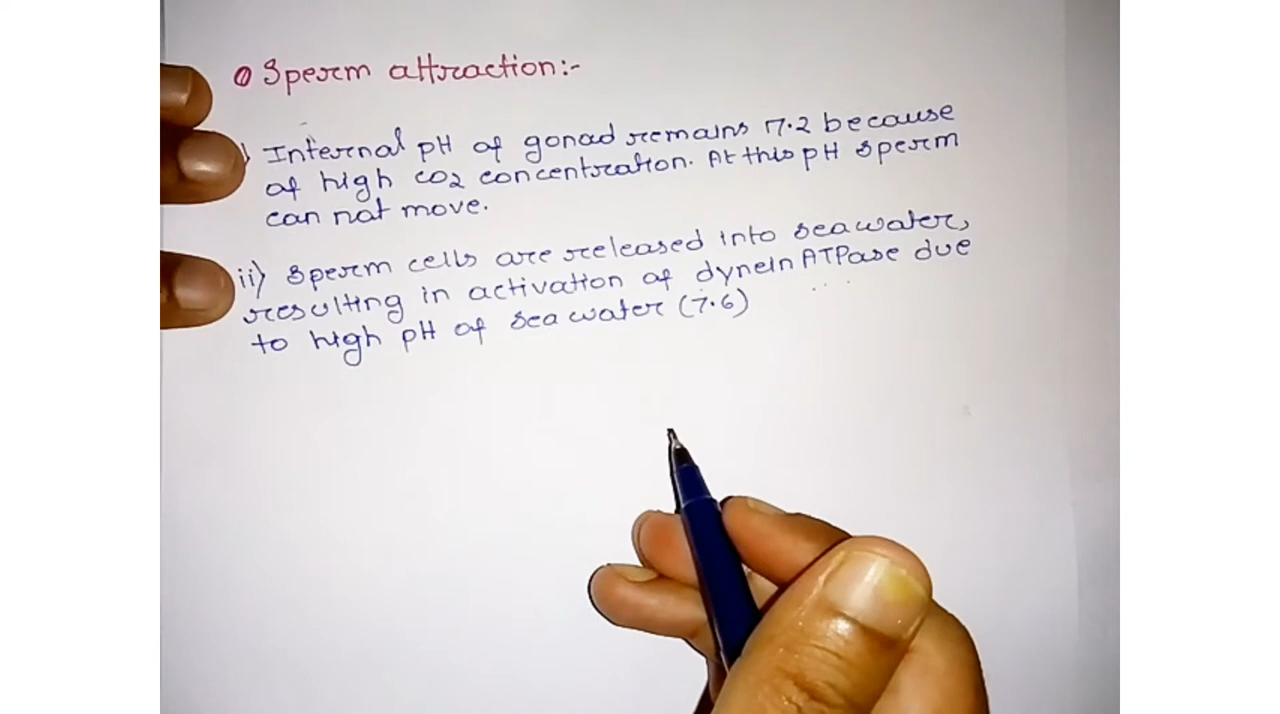 Sperm attraction:-
) Internal pH of gonad remains 7.2 because
of high CO2 concentration. At this pH sperm
can not move.
ii) Sperm cells are released into seawater,
resulting in activation of dynein ATPase due
to high pH of sea water (7.6)